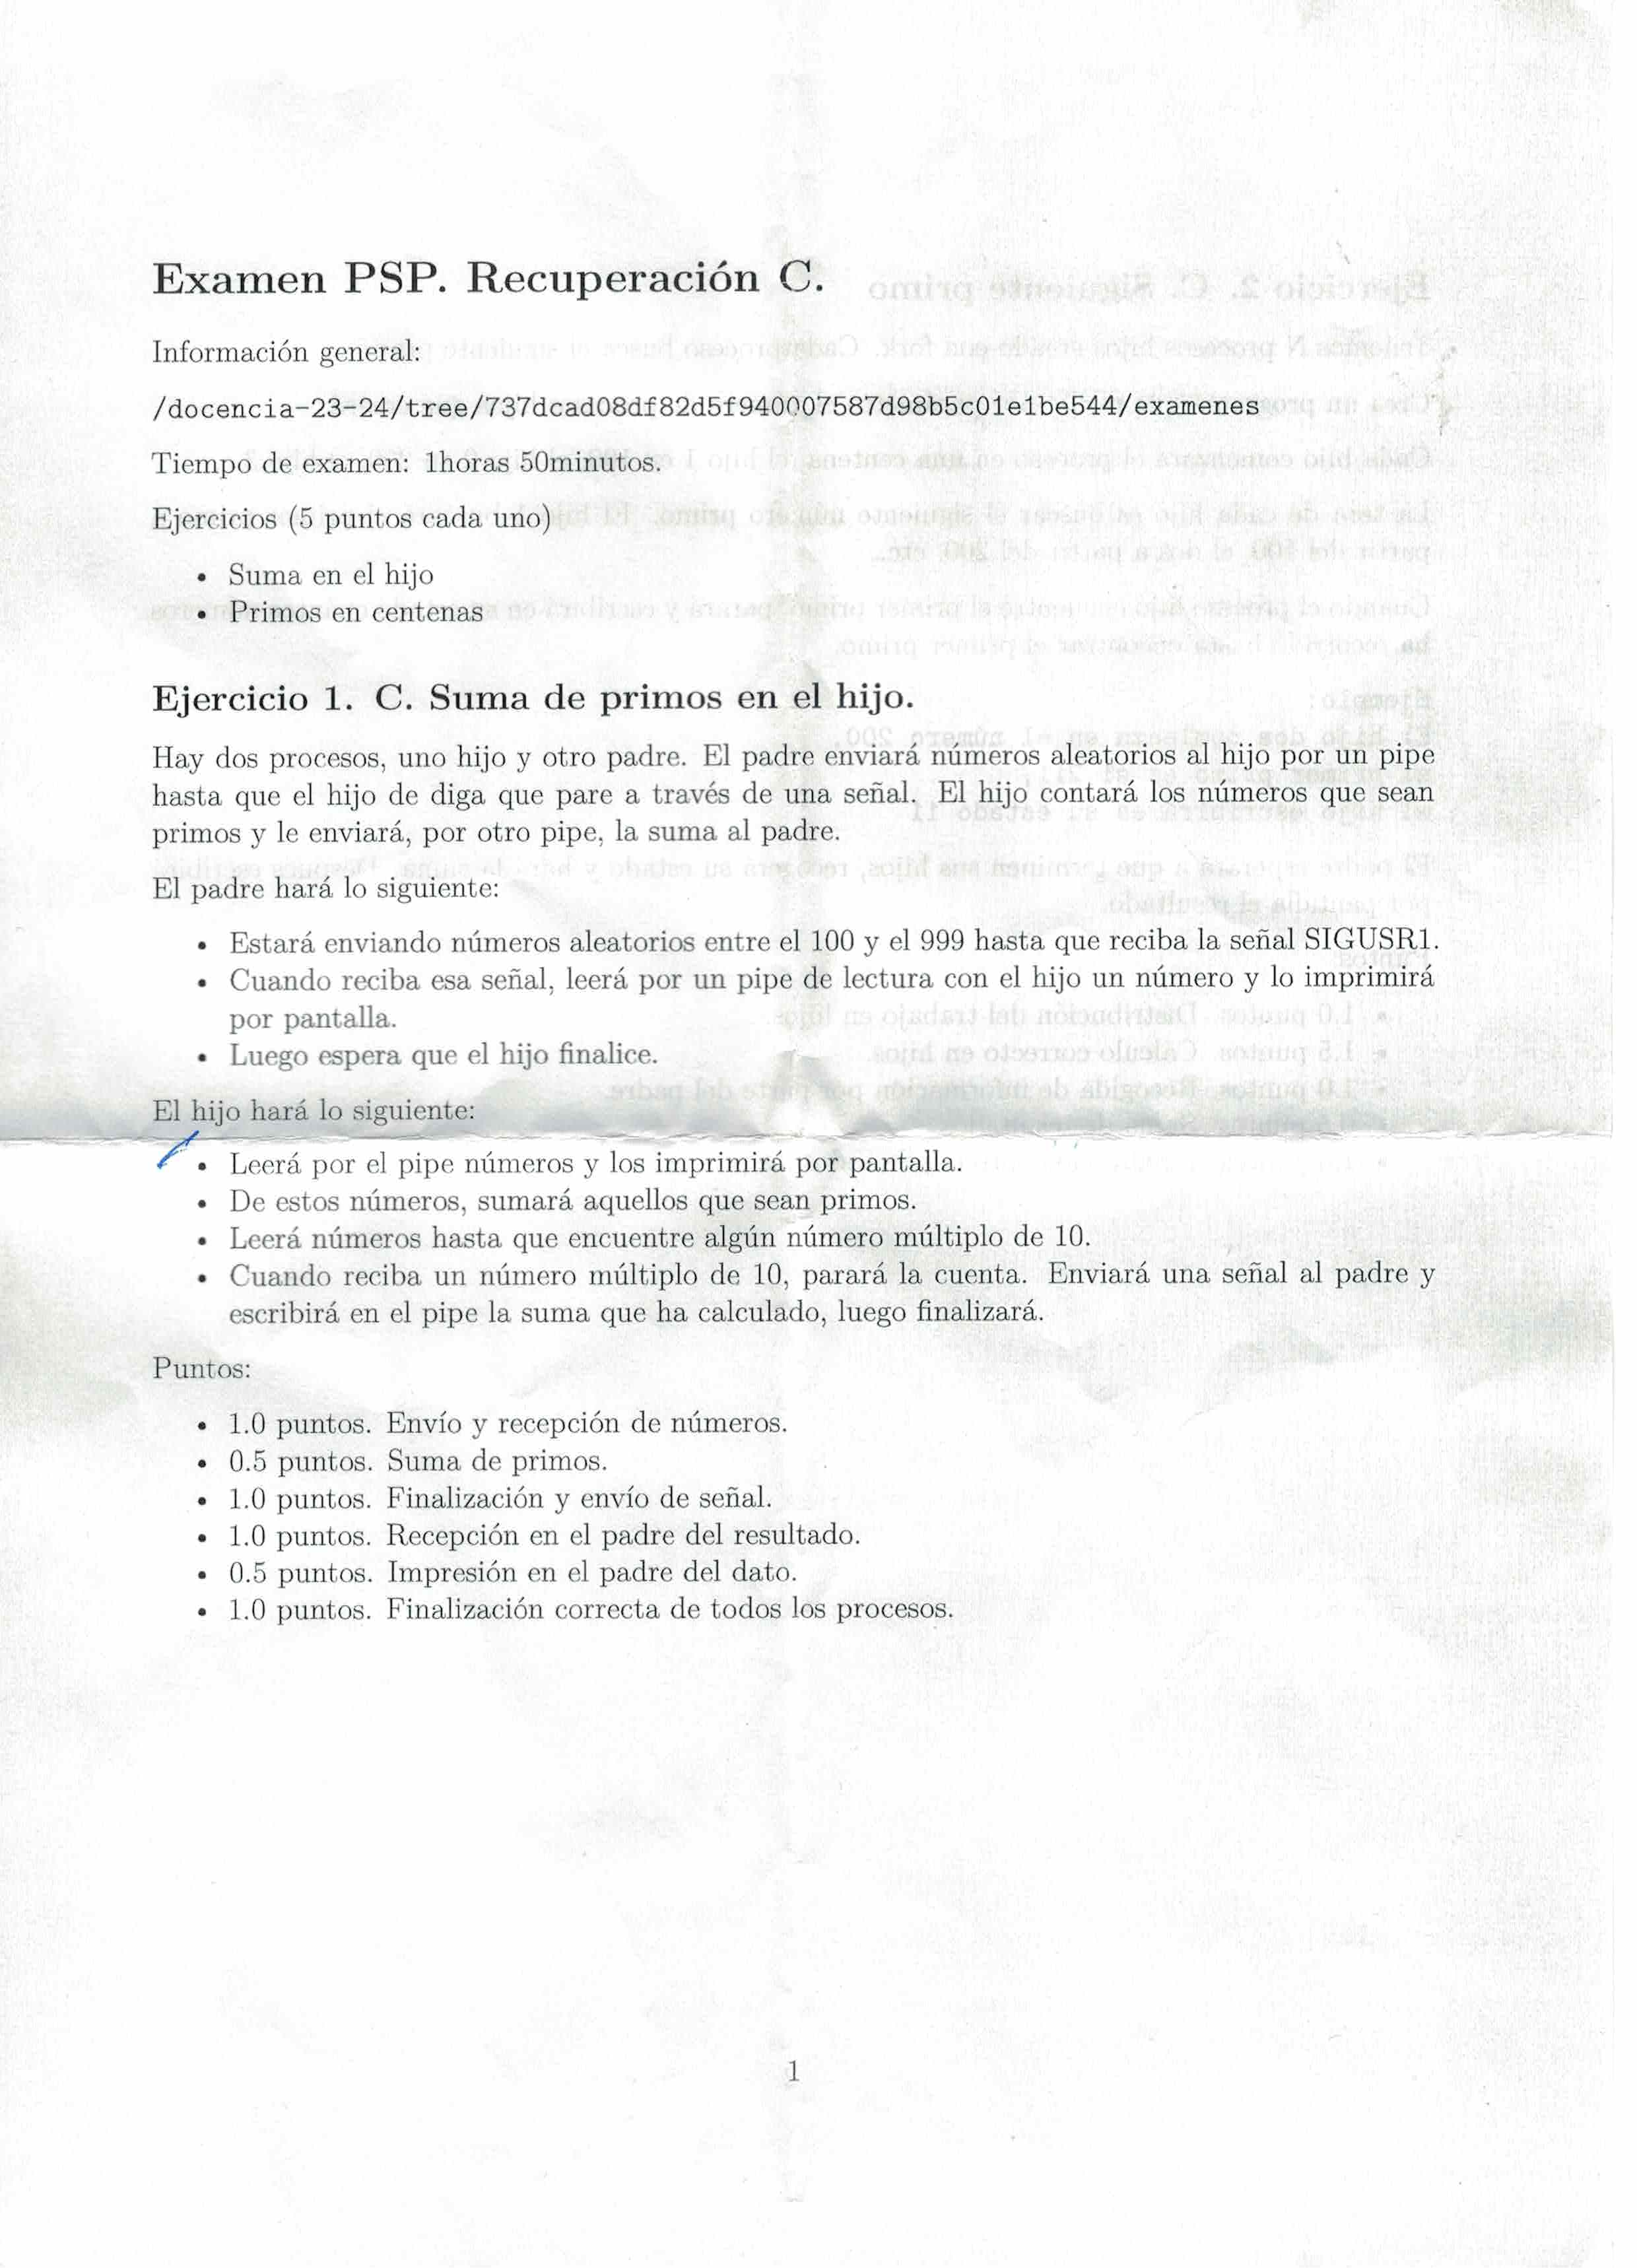 Examen PSP. Recuperación C.
Información general:
/docencia-23-24/tree/737dcad08df82d5f940007587d98b5c01e1be544/examenes
Tiempo de examen: 1horas 50minutos.
Ejercicios (5 puntos cada uno)
• Suma en el hijo
• Primos en centenas
Ejercicio 1. C. Suma de primos en el hijo.
Hay dos procesos, uno hijo y otro padre. El padre enviará números aleatorios al hijo por un pipe
hasta que el hijo de diga que pare a través de una señal. El hijo contará los números que sean
primos y le enviará, por otro pipe, la suma al padre.
El padre hará lo siguiente:
• Estará enviando números aleatorios entre el 100 y el 999 hasta que reciba la señal SIGUSR1.
• Cuando reciba esa señal, leerá por un pipe de lectura con el hijo un número y lo imprimirá
por pantalla.
• Luego espera que el hijo finalice.
El hijo hará lo siguiente:
• Leerá por el pipe números y los imprimirá por pantalla.
• De estos números, sumará aquellos que sean primos.
• Leerá números hasta que encuentre algún número múltiplo de 10.
• Cuando reciba un número múltiplo de 10, parará la cuenta. Enviará una señal al padre y
escribirá en el pipe la suma que ha calculado, luego finalizará.
Puntos:
• 1.0 puntos. Envío y recepción de números.
• 0.5 puntos. Suma de primos.
• 1.0 puntos. Finalización y envío de señal.
• 1.0 puntos. Recepción en el padre del resultado.
• 0.5 puntos. Impresión en el padre del dato.
• 1.0 puntos. Finalización correcta de todos los procesos.
1